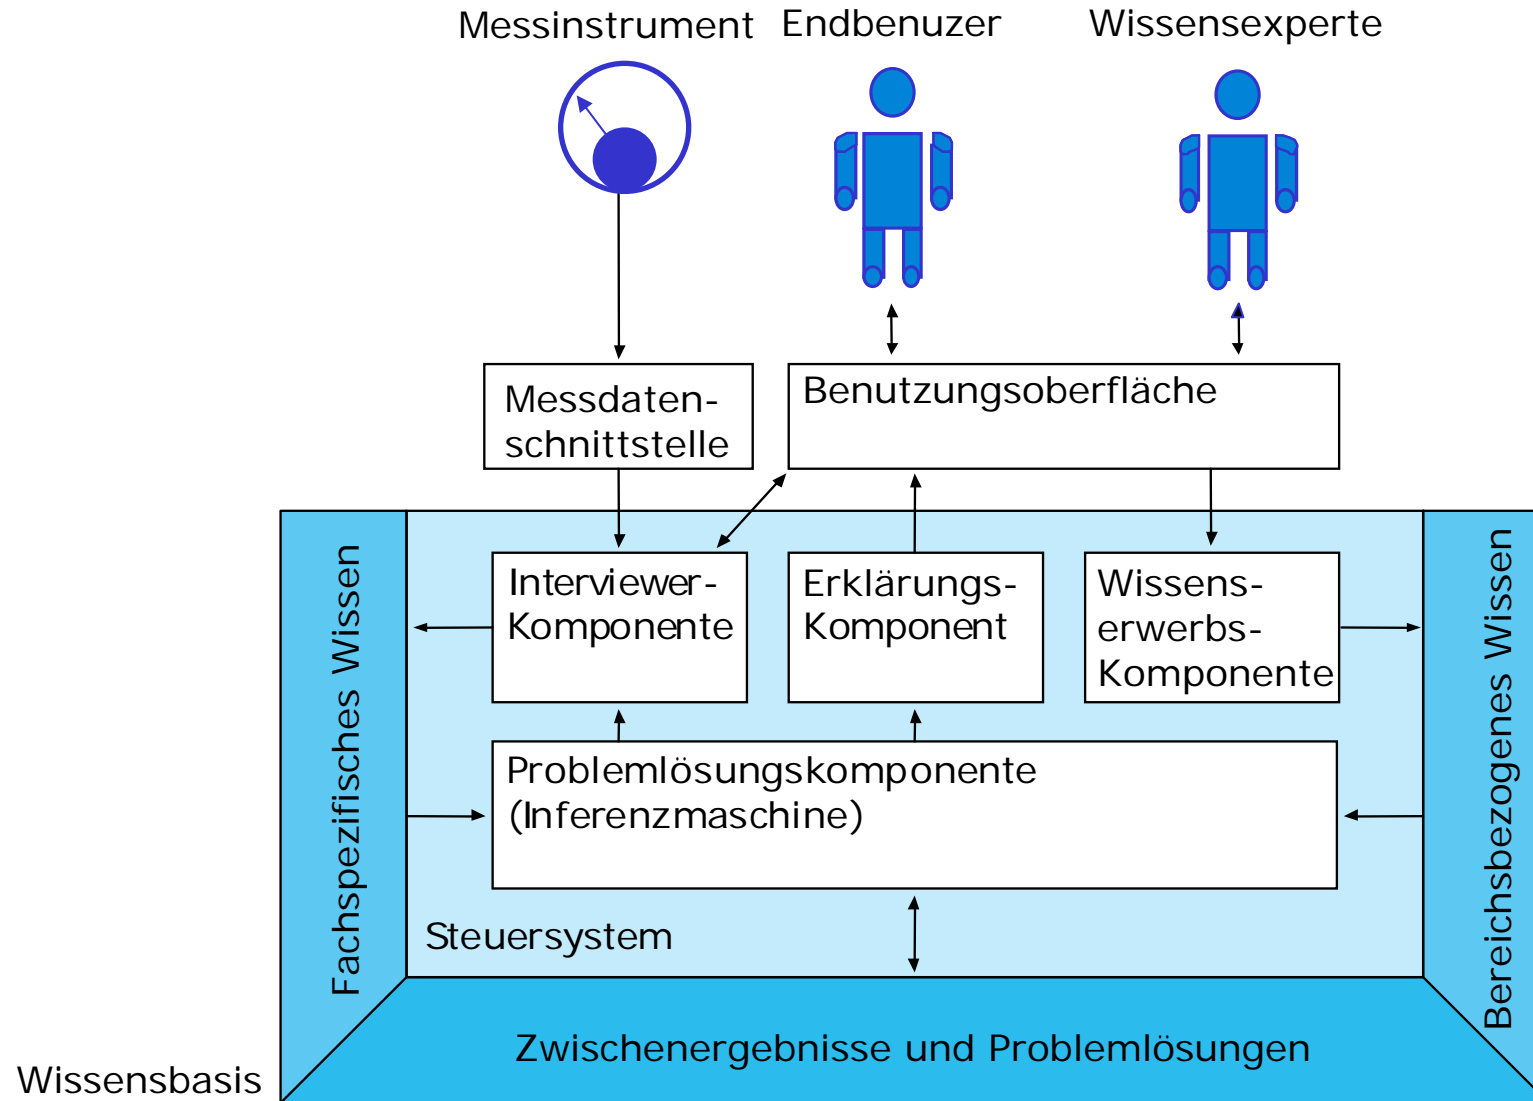 Messinstrument
Endbenuzer
Wissensexperte
Messdaten-
schnittstelle
Benutzungsoberfläche
Fachspezifisches Wissen
Interviewer-
Komponente
Erklärungs-
Komponent
Wissens-
erwerbs-
Komponente
Bereichsbezogenes Wissen
Problemlösungskomponente
(Inferenzmaschine)
Steuersystem
Zwischenergebnisse und Problemlösungen
Wissensbasis